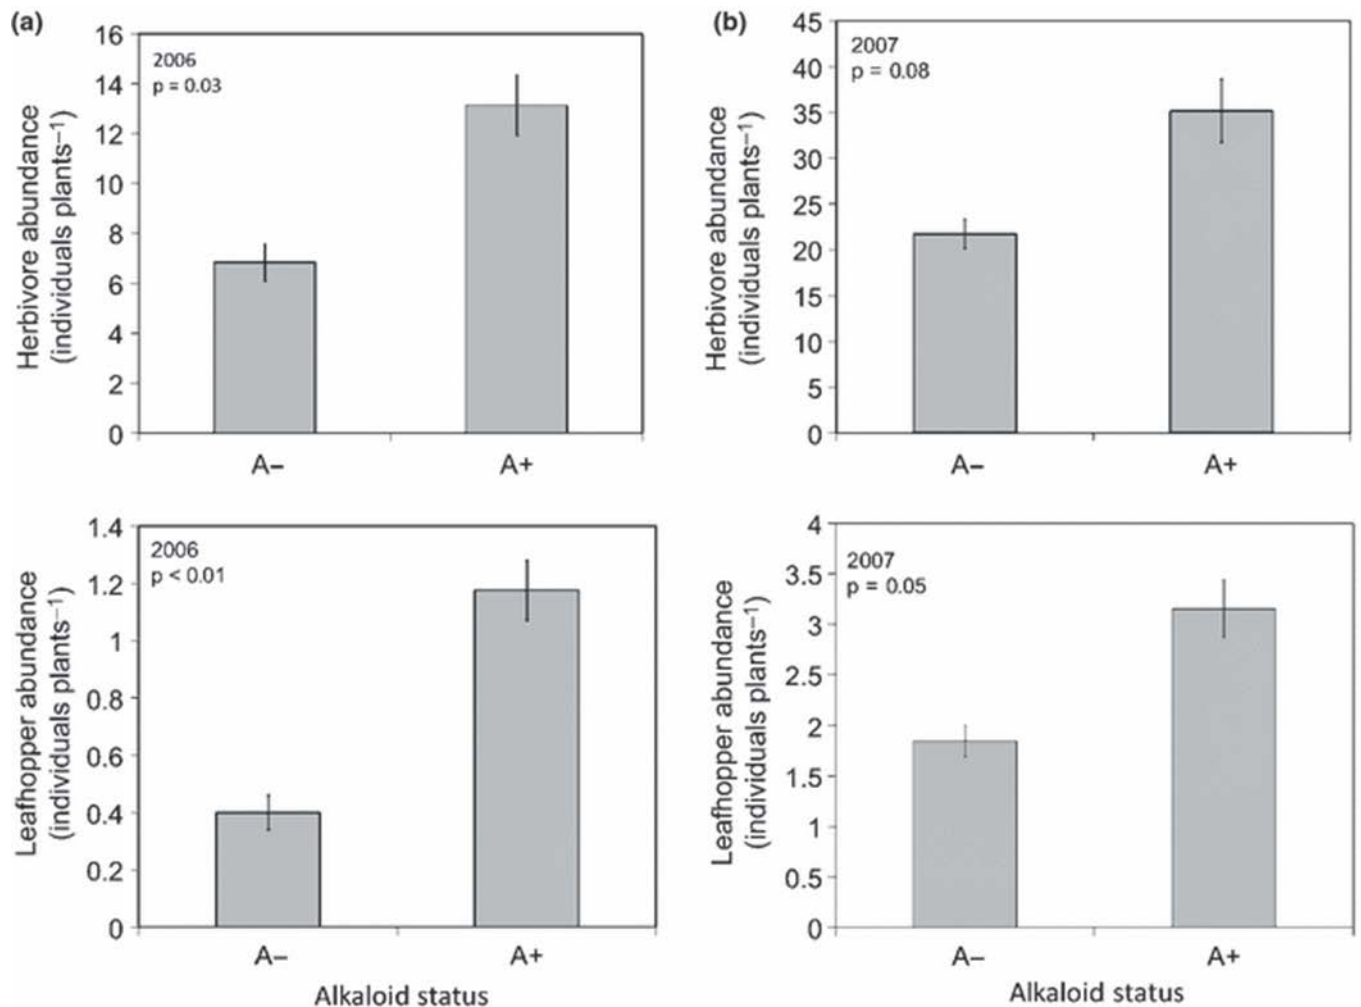 (a)
Herbivore abundance
(individuals plants−1)
16
14
12
10
8
6
4
2
0
2006
p = 0.03
A−
A+
(b)
Herbivore abundance
(individuals plants−1)
45
40
35
30
25
20
15
10
5
0
2007
p = 0.08
A−
A+
Leafhopper abundance
(individuals plants−1)
1.4
1.2
1
0.8
0.6
0.4
0.2
0
2006
p < 0.01
A−
A+
Alkaloid status
Leafhopper abundance
(individuals plants−1)
4
3.5
3
2.5
2
1.5
1
0.5
0
2007
p = 0.05
A−
A+
Alkaloid status